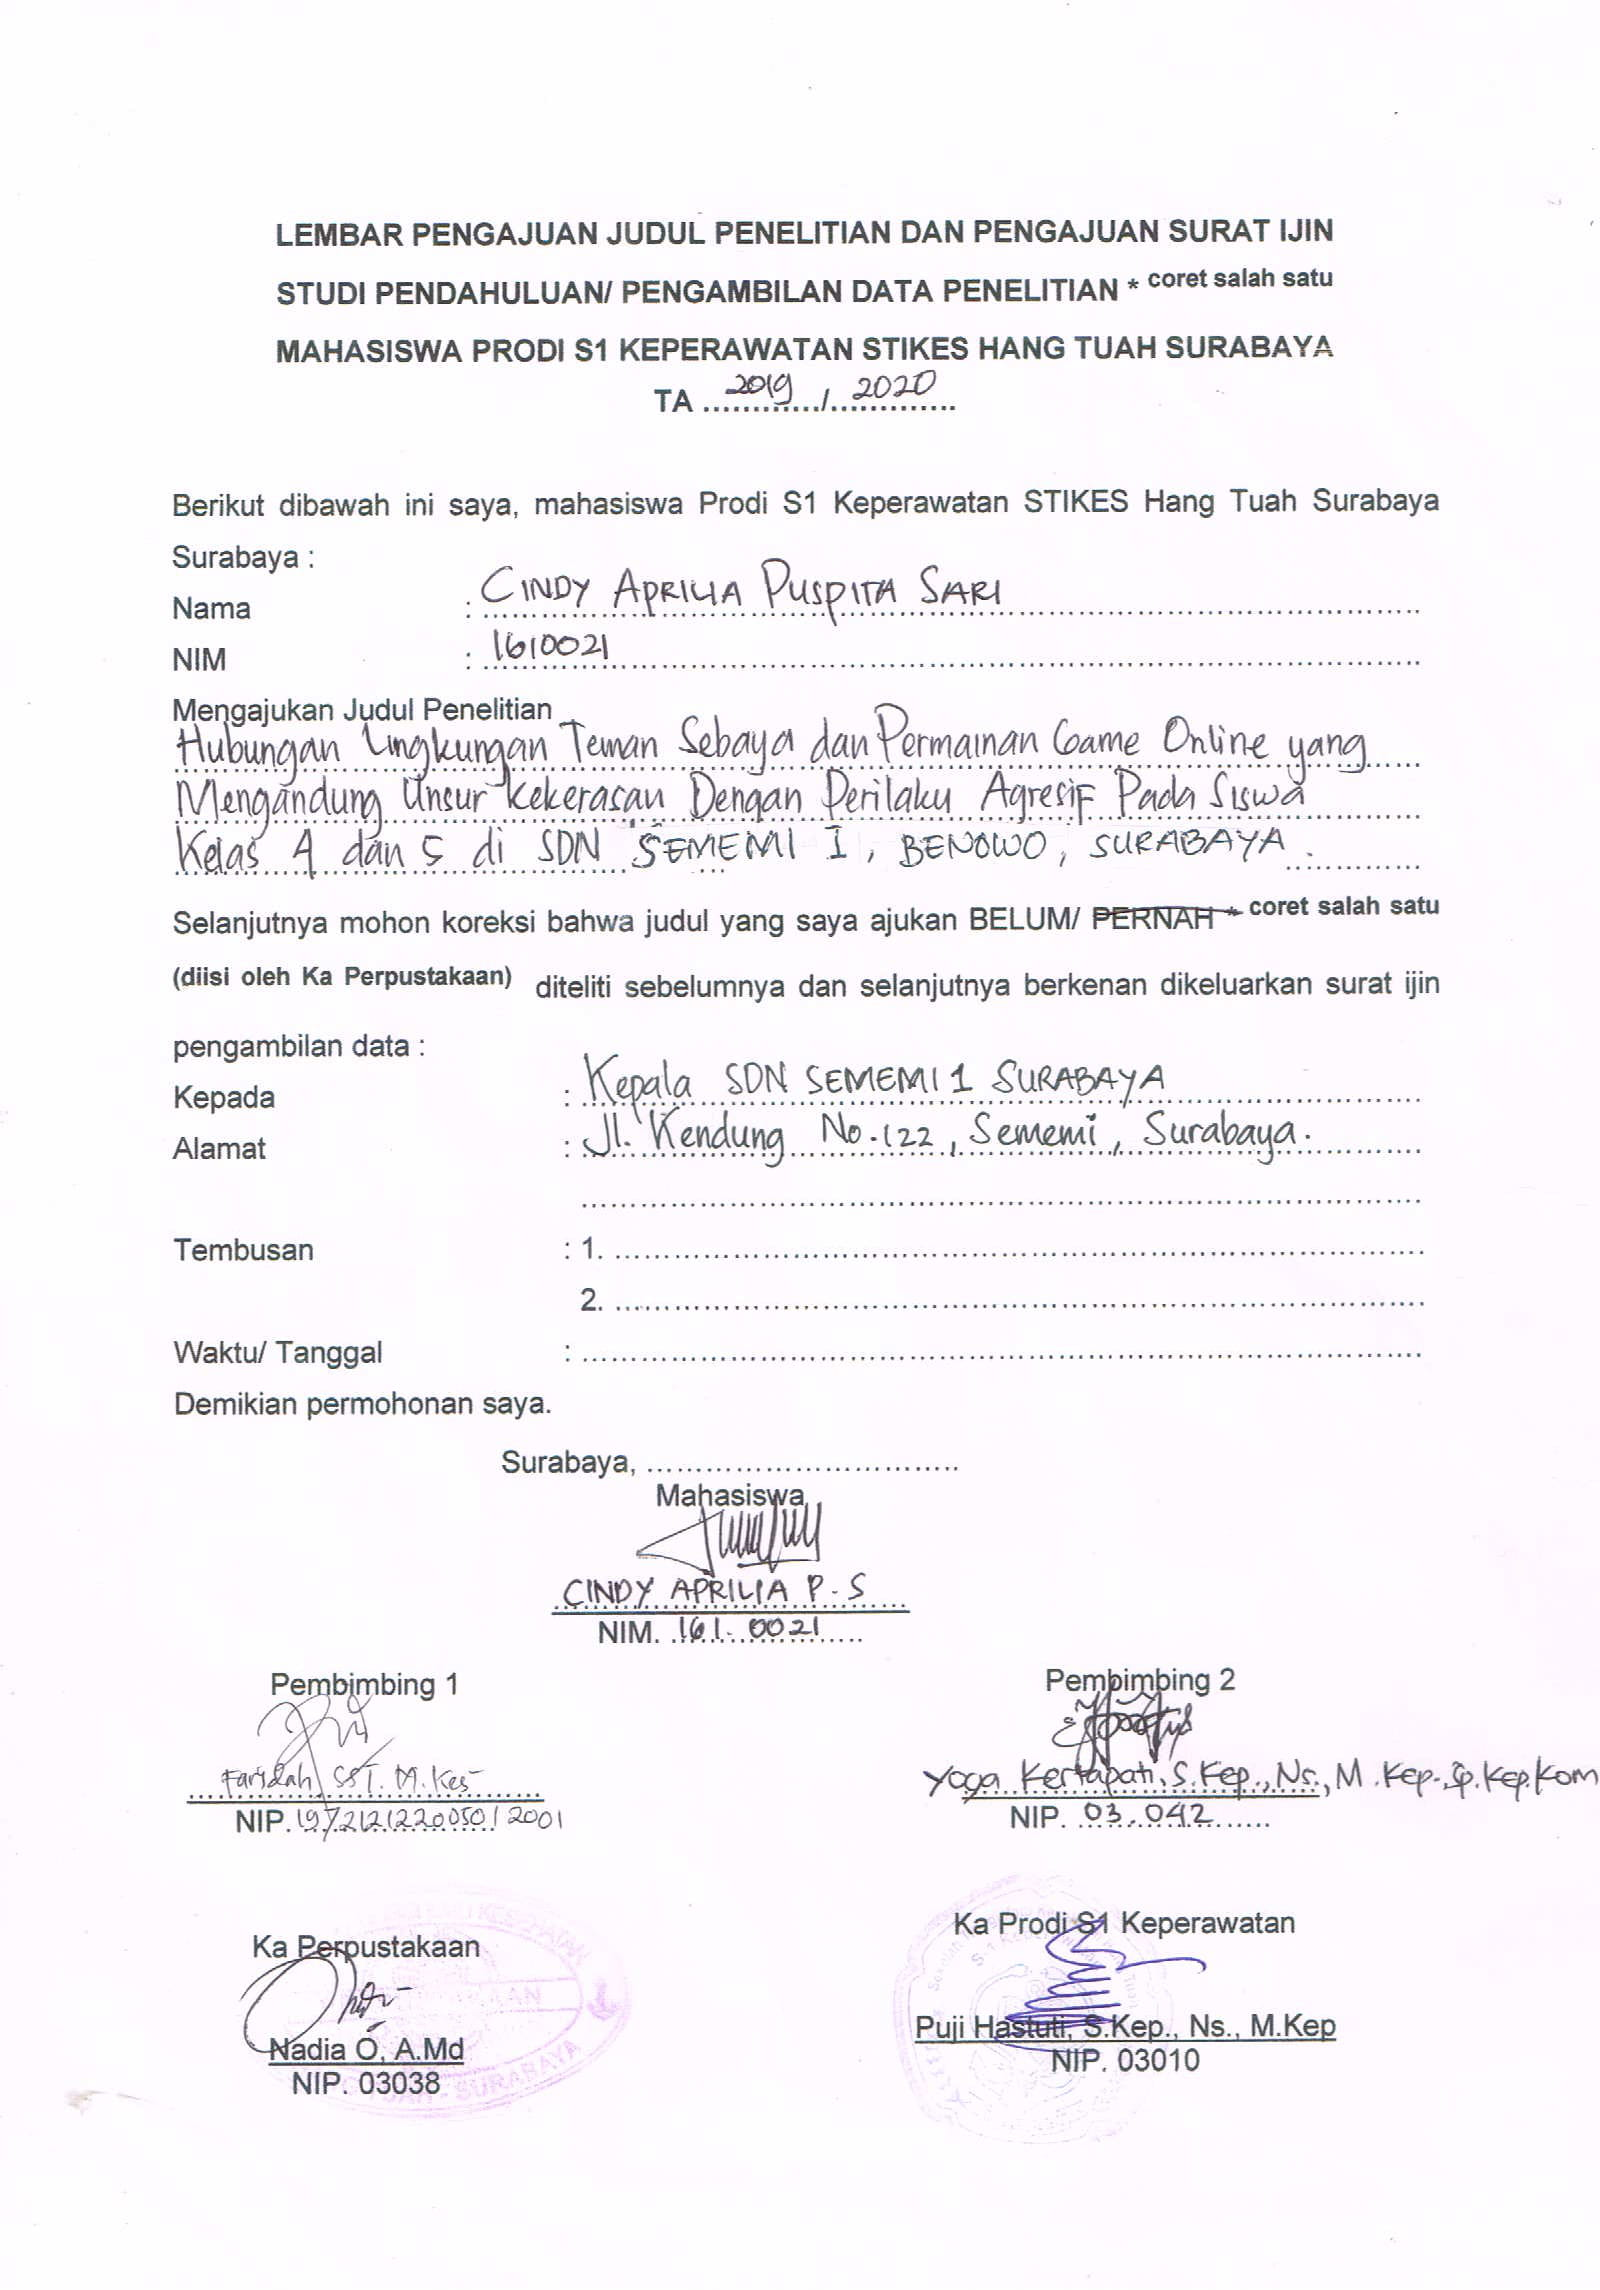 LEMBAR PENGAJUAN JUDUL PENELITIAN DAN PENGAJUAN SURAT IJIN
STUDI PENDAHULUAN/ PENGAMBILAN DATA PENELITIAN * coret salah satu
MAHASISWA PRODI S1 KEPERAWATAN STIKES HANG TUAH SURABAYA
TA 2019 / 2020
Berikut dibawah ini saya, mahasiswa Prodi S1 Keperawatan STIKES Hang Tuah Surabaya
Surabaya :
Nama : CINDY APRILIA PUSPITA SARI
NIM : 1610021
Mengajukan Judul Penelitian
Hubungan Lingkungan Teman Sebaya dan Permainan Game Online yang
Mengandung Unsur Kekerasan Dengan Perilaku Agresif Pada Siswa
Kelas 4 dan 5 di SDN SEMEMI I, BENOWO, SURABAYA.
Selanjutnya mohon koreksi bahwa judul yang saya ajukan BELUM/ PERNAH * coret salah satu
(diisi oleh Ka Perpustakaan) diteliti sebelumnya dan selanjutnya berkenan dikeluarkan surat ijin
pengambilan data :
Kepada : Kepala SDN SEMEMI 1 SURABAYA
Alamat : Jl. Kendung No. 122, Sememi, Surabaya.
Tembusan : 1.
2.
Waktu/ Tanggal :
Demikian permohonan saya.
Surabaya,
Mahasiswa
CINDY APRILIA P. S
NIM. 161. 0021
Pembimbing 1 Pembimbing 2
Faridah, SST. M.Kes Yoga Kertapati, S.Kep., Ns., M.Kep., Sp.Kep.Kom
NIP. 197212122005012001 NIP. 03.042
Ka Perpustakaan Ka Prodi S1 Keperawatan
Nadia O, A.Md Puji Hastuti, S.Kep., Ns., M.Kep
NIP. 03038 NIP. 03010